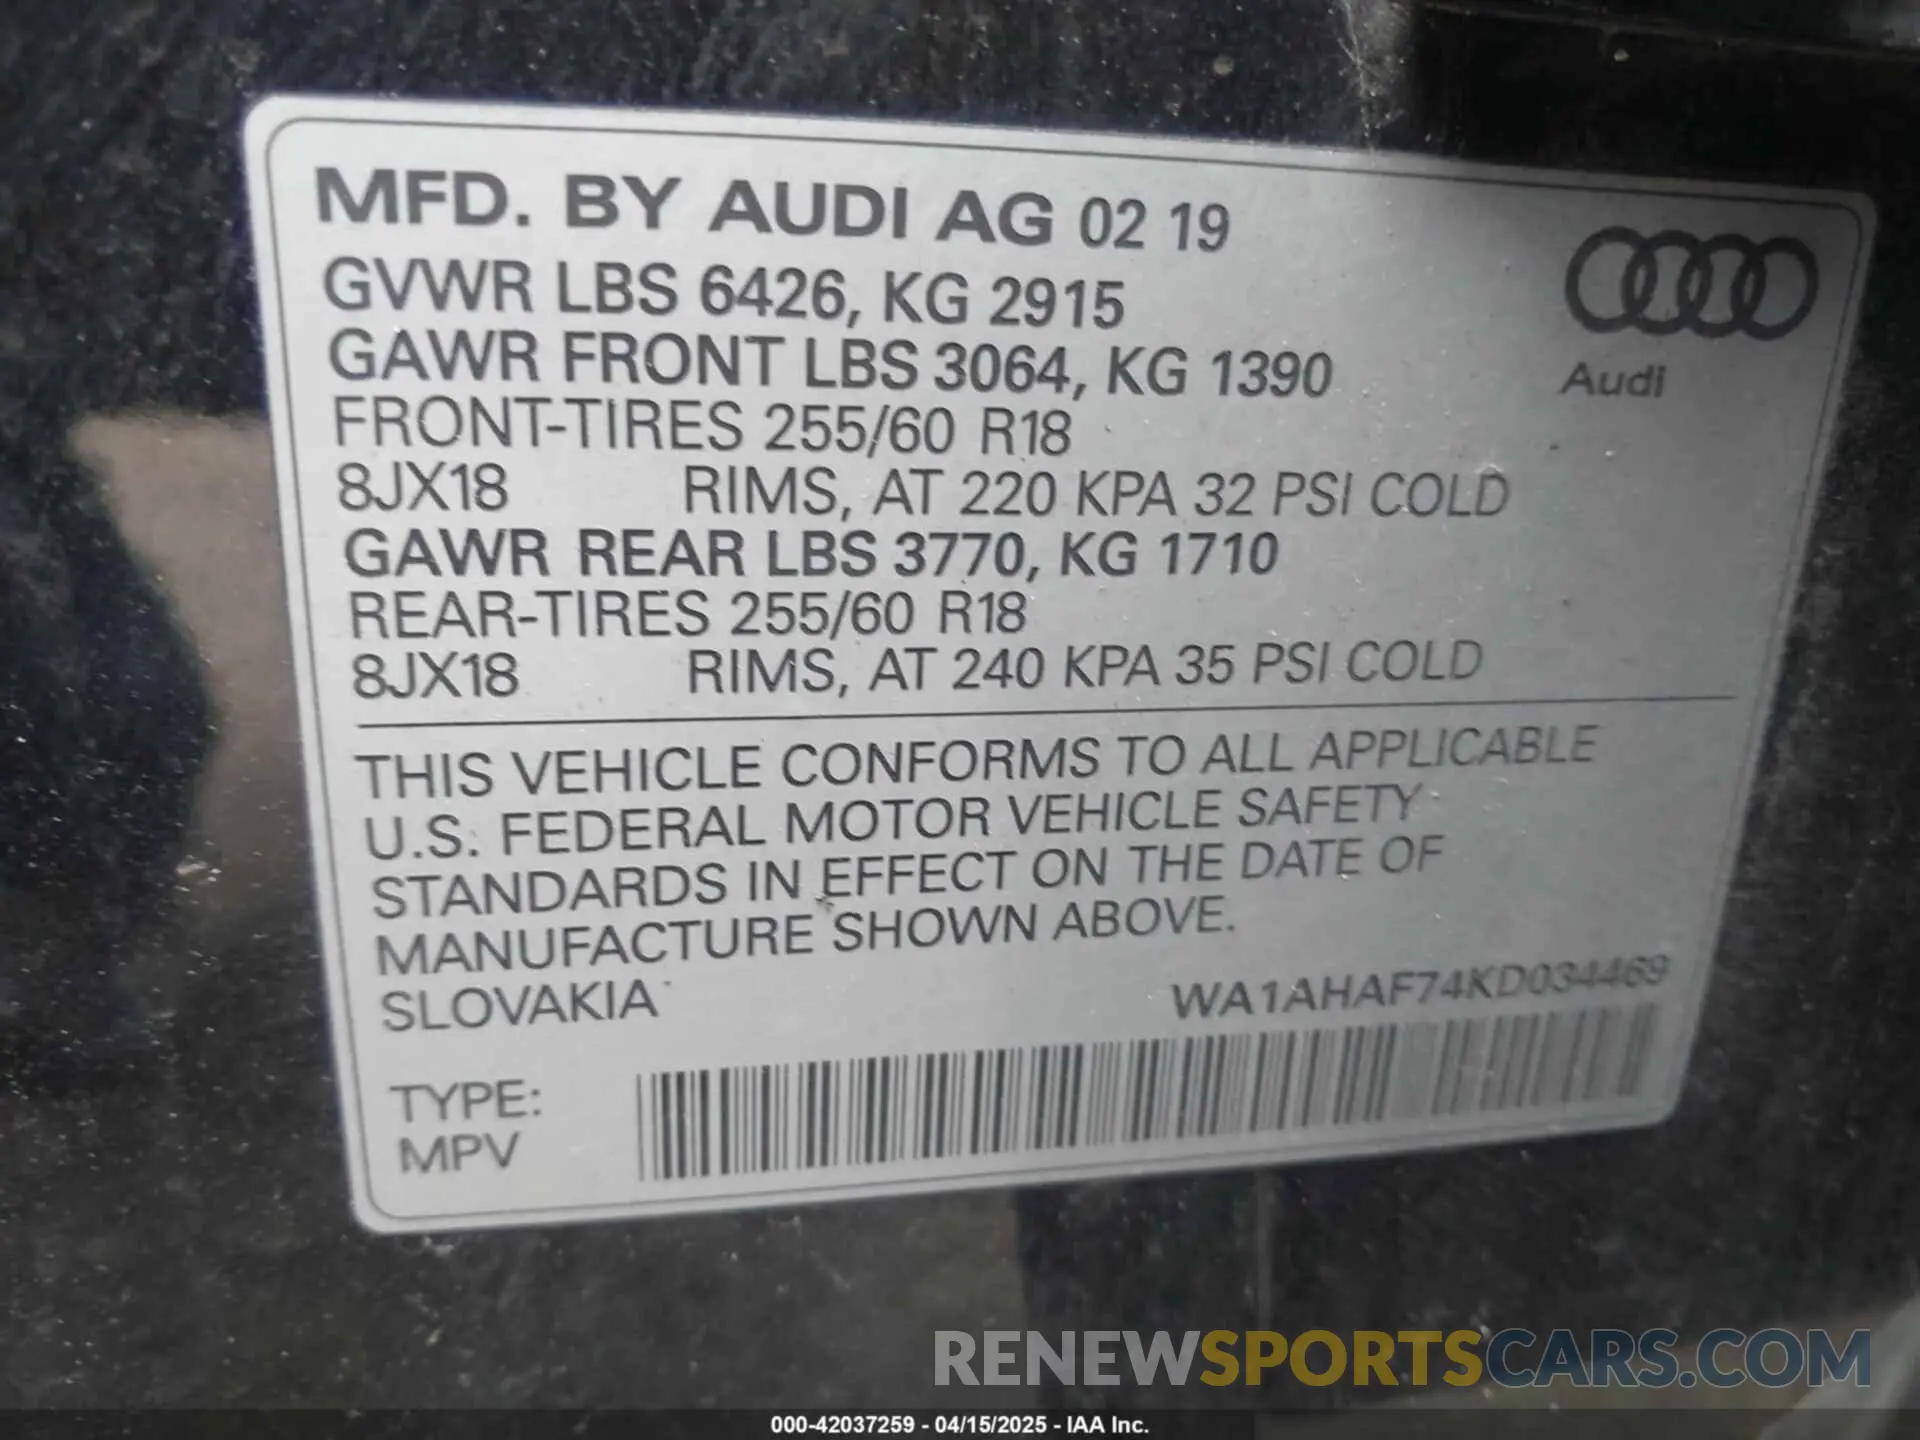 MFD. BY AUDI AG 02 19
GVWR LBS 6426, KG 2915
GAWR FRONT LBS 3064, KG 1390
Audi
FRONT-TIRES 255/60 R18
8JX18 RIMS, AT 220 KPA 32 PSI COLD
GAWR REAR LBS 3770, KG 1710
REAR-TIRES 255/60 R18
8JX18 RIMS, AT 240 KPA 35 PSI COLD
THIS VEHICLE CONFORMS TO ALL APPLICABLE
U.S. FEDERAL MOTOR VEHICLE SAFETY
STANDARDS IN EFFECT ON THE DATE OF
MANUFACTURE SHOWN ABOVE.
SLOVAKIA WA1AHAF74KD034469
TYPE:
MPV
RENEWSPORTSCARS.COM
000-42037259 - 04/15/2025 - IAA Inc.